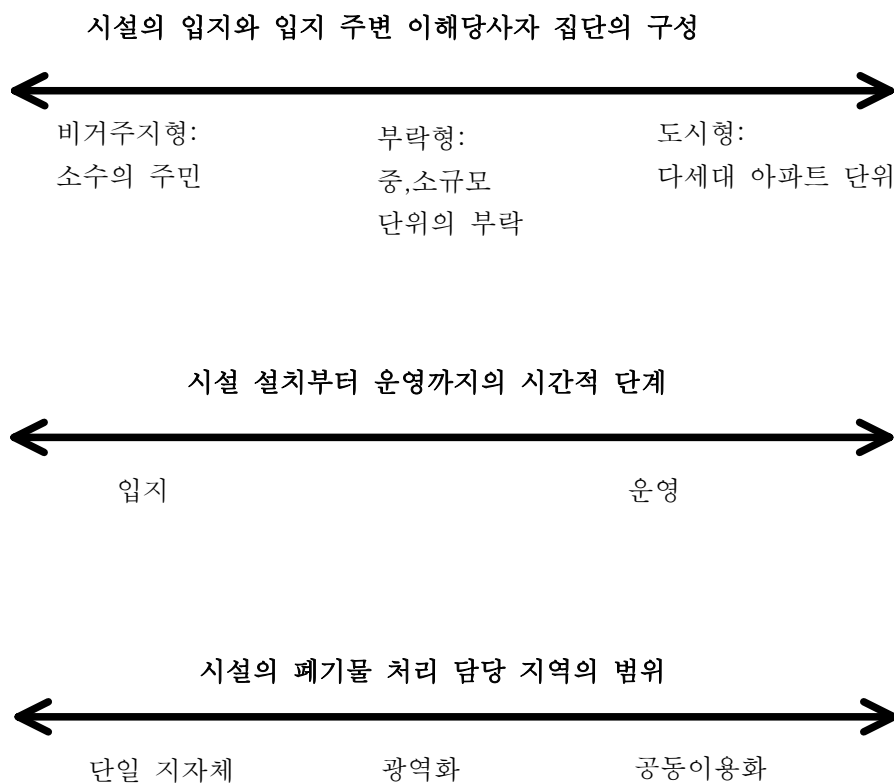 시설의 입지와 입지 주변 이해당사자 집단의 구성
비거주지형:
소수의 주민
부락형:
중,소규모
단위의 부락
도시형:
다세대 아파트 단위
시설 설치부터 운영까지의 시간적 단계
입지
운영
시설의 폐기물 처리 담당 지역의 범위
단일 지자체
광역화
공동이용화